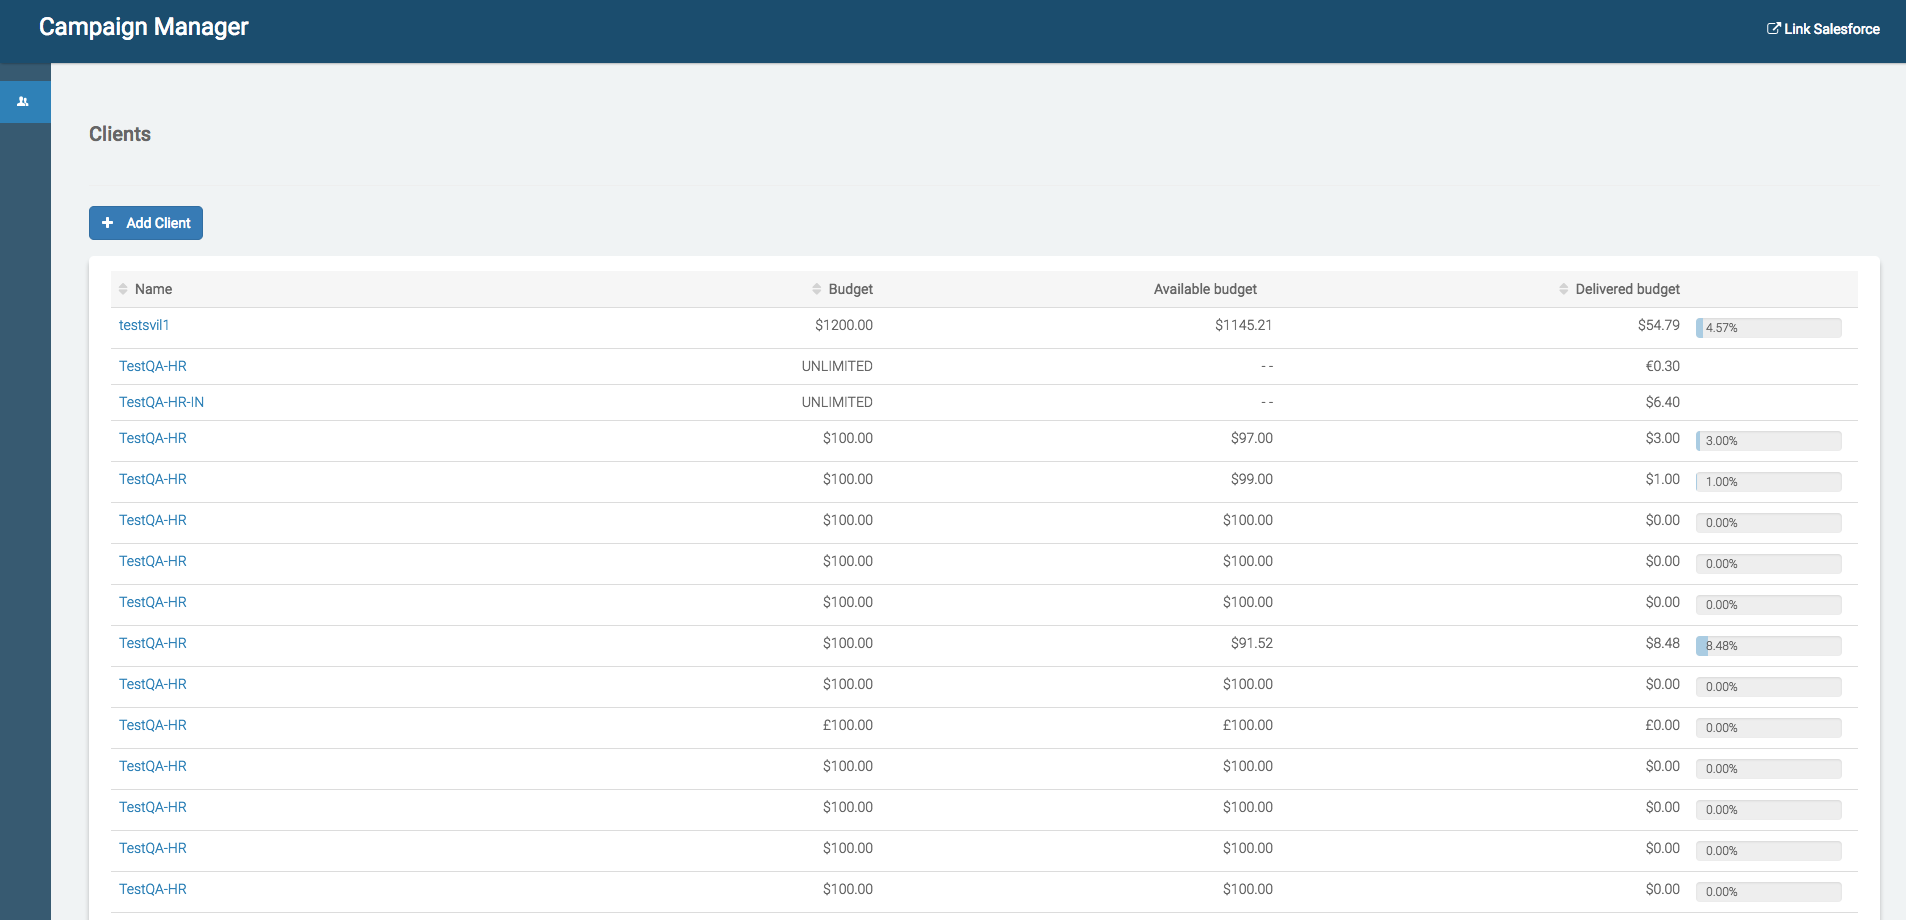 Campaign Manager
Link Salesforce
Clients
Add Client
Name Budget Available budget Delivered budget
testsvil1 $1200.00 $1145.21 $54.79 4.57%
TestQA-HR UNLIMITED - - €0.30
TestQA-HR-IN UNLIMITED - - $6.40
TestQA-HR $100.00 $97.00 $3.00 3.00%
TestQA-HR $100.00 $99.00 $1.00 1.00%
TestQA-HR $100.00 $100.00 $0.00 0.00%
TestQA-HR $100.00 $100.00 $0.00 0.00%
TestQA-HR $100.00 $100.00 $0.00 0.00%
TestQA-HR $100.00 $91.52 $8.48 8.48%
TestQA-HR $100.00 $100.00 $0.00 0.00%
TestQA-HR £100.00 £100.00 £0.00 0.00%
TestQA-HR $100.00 $100.00 $0.00 0.00%
TestQA-HR $100.00 $100.00 $0.00 0.00%
TestQA-HR $100.00 $100.00 $0.00 0.00%
TestQA-HR $100.00 $100.00 $0.00 0.00%